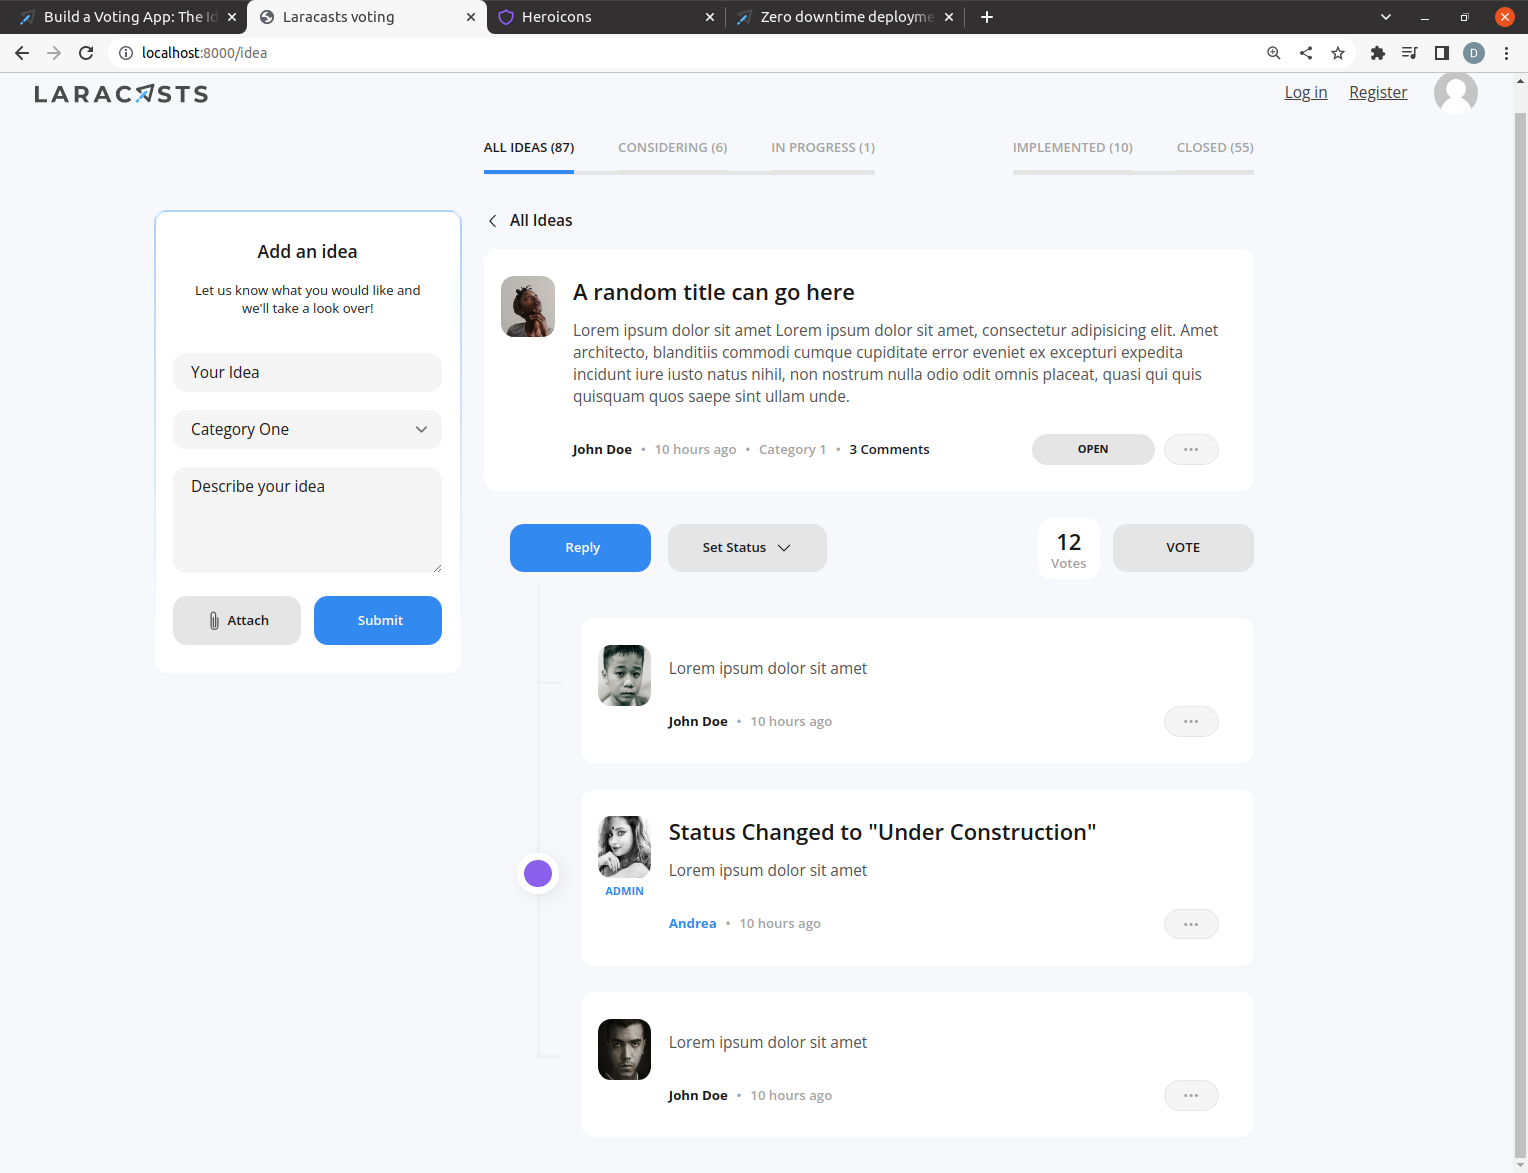 Build a Voting App: The Id
Laracasts voting
Heroicons
Zero downtime deployme
localhost:8000/idea
D
LARACASTS
Log in
Register
ALL IDEAS (87)
CONSIDERING (6)
IN PROGRESS (1)
IMPLEMENTED (10)
CLOSED (55)
Add an idea
Let us know what you would like and
we'll take a look over!
Your Idea
Category One
Describe your idea
Attach
Submit
All Ideas
A random title can go here
Lorem ipsum dolor sit amet Lorem ipsum dolor sit amet, consectetur adipisicing elit. Amet
architecto, blanditiis commodi cumque cupiditate error eveniet ex excepturi expedita
incidunt iure iusto natus nihil, non nostrum nulla odio odit omnis placeat, quasi qui quis
quisquam quos saepe sint ullam unde.
John Doe • 10 hours ago • Category 1 • 3 Comments
OPEN
Reply
Set Status
12
Votes
VOTE
Lorem ipsum dolor sit amet
John Doe • 10 hours ago
Status Changed to "Under Construction"
Lorem ipsum dolor sit amet
ADMIN
Andrea • 10 hours ago
Lorem ipsum dolor sit amet
John Doe • 10 hours ago